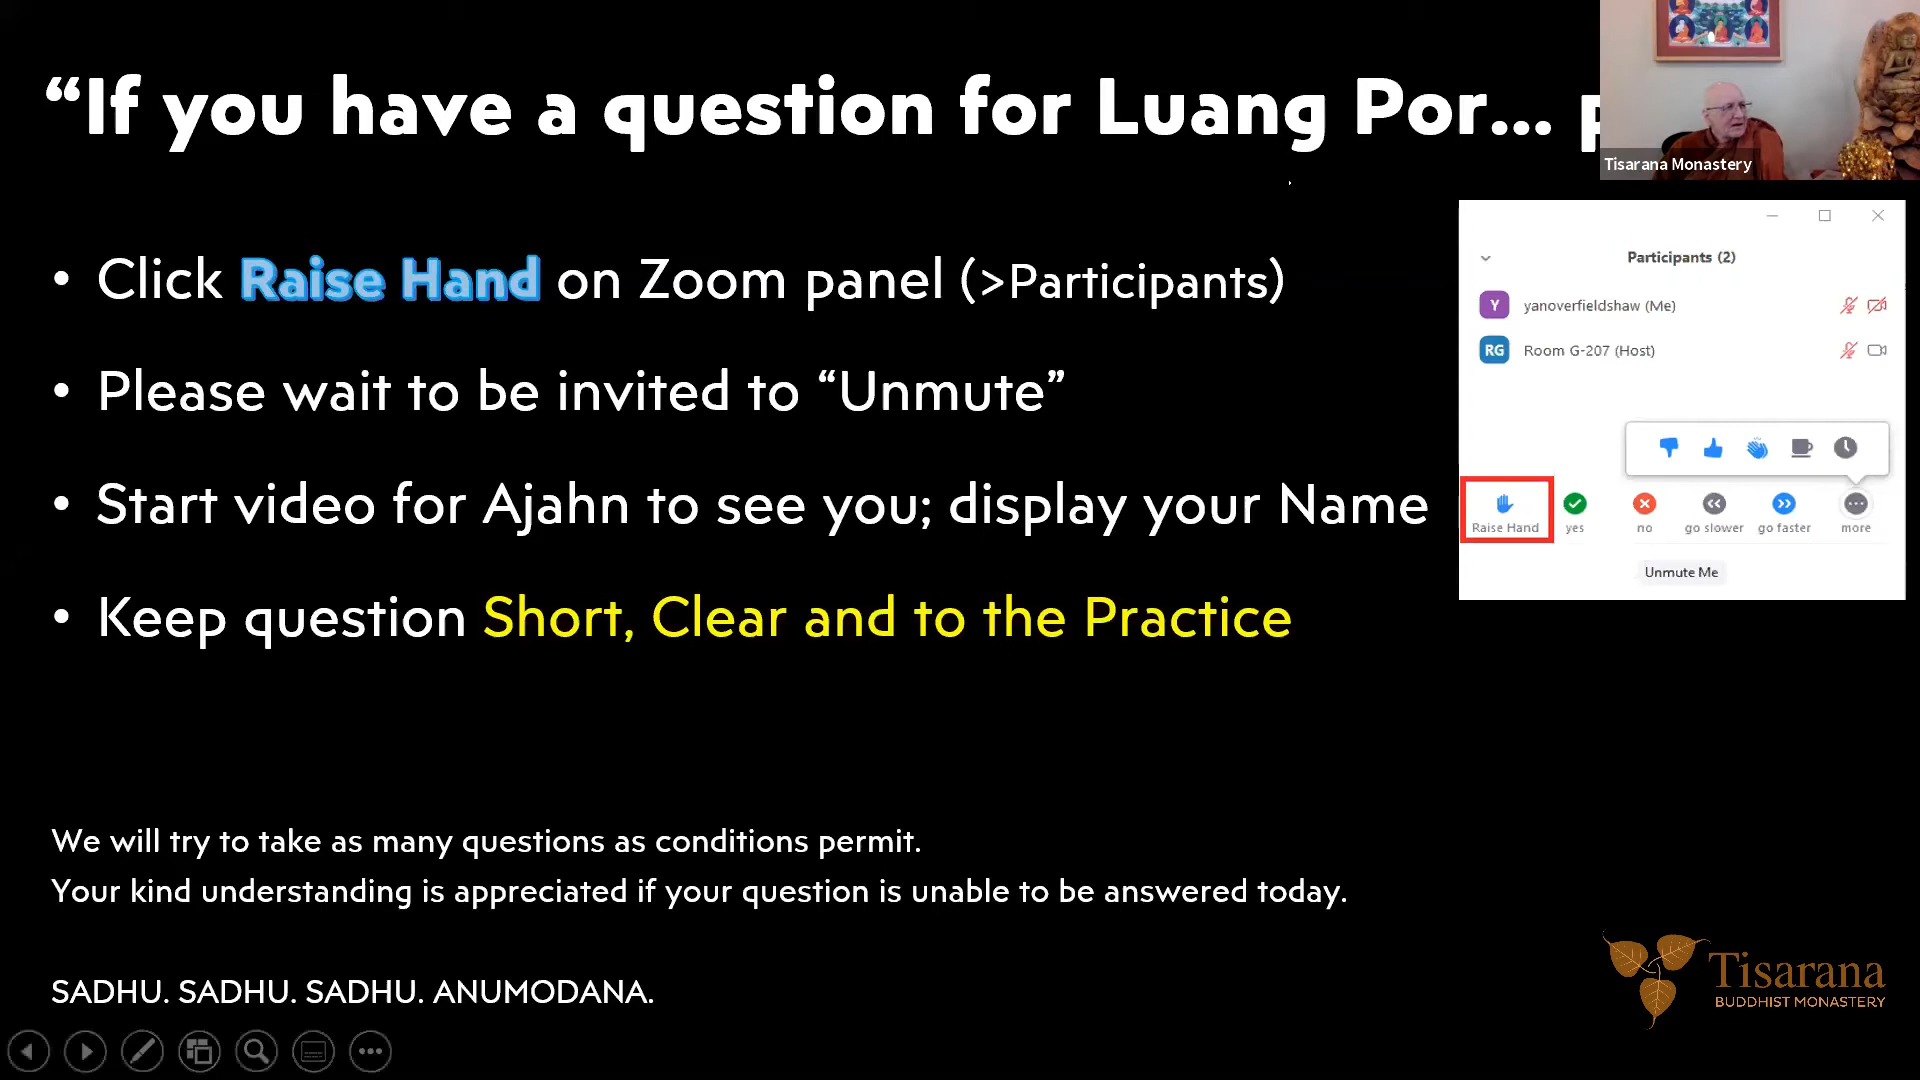 “If you have a question for Luang Por...
Tisarana Monastery
• Click Raise Hand on Zoom panel (>Participants)
• Please wait to be invited to “Unmute”
• Start video for Ajahn to see you; display your Name
• Keep question Short, Clear and to the Practice
Participants (2)
Y yanoverfieldshaw (Me)
RG Room G-207 (Host)
Raise Hand yes no go slower go faster more
Unmute Me
We will try to take as many questions as conditions permit.
Your kind understanding is appreciated if your question is unable to be answered today.
SADHU. SADHU. SADHU. ANUMODANA.
Tisarana
BUDDHIST MONASTERY